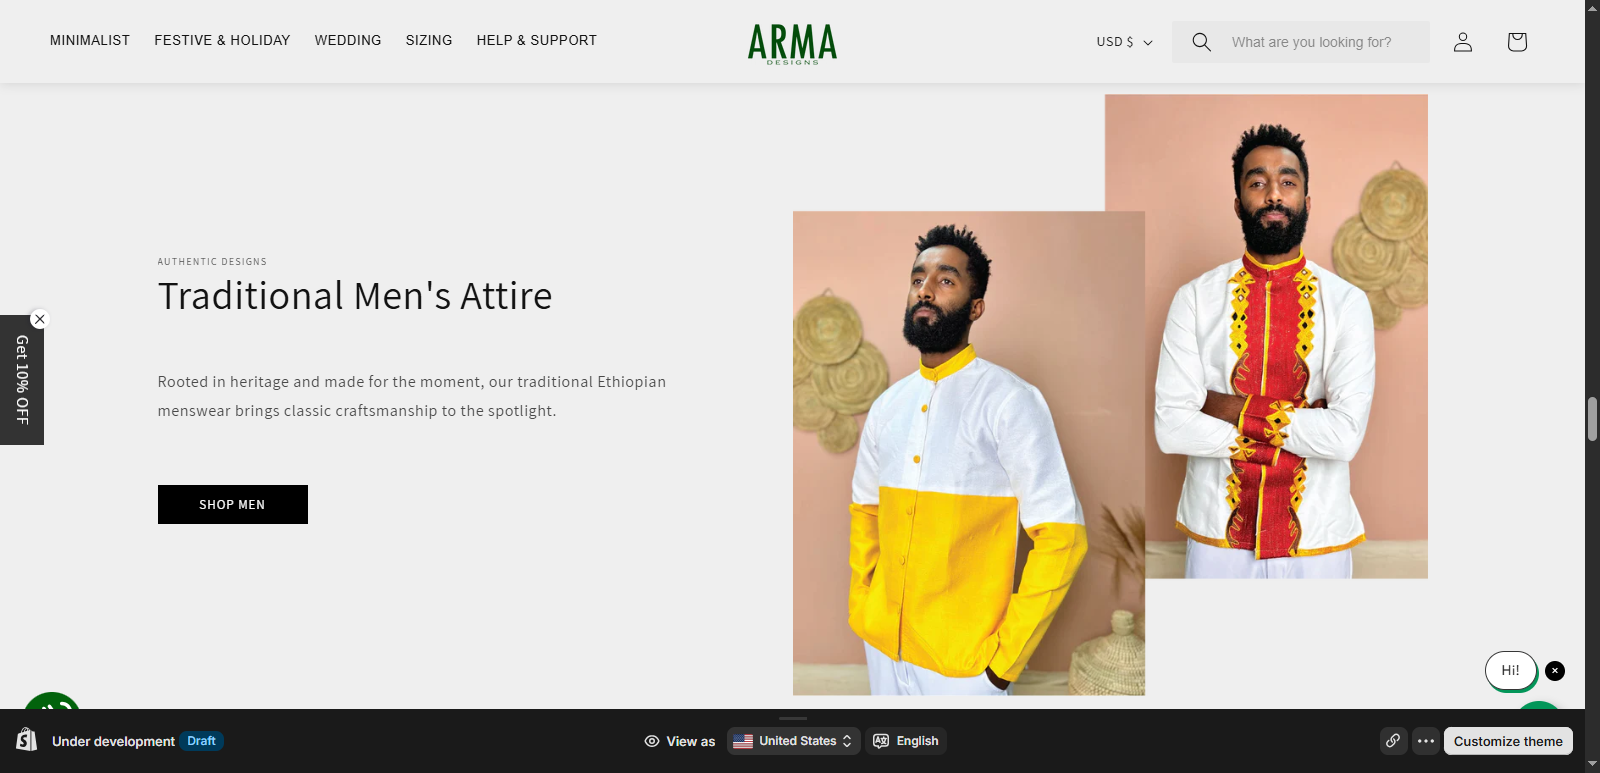 MINIMALIST
FESTIVE & HOLIDAY
WEDDING
SIZING
HELP & SUPPORT
ARMA
DESIGNS
USD $
What are you looking for?
AUTHENTIC DESIGNS
Traditional Men's Attire
Rooted in heritage and made for the moment, our traditional Ethiopian
menswear brings classic craftsmanship to the spotlight.
SHOP MEN
Get 10% OFF
Hi!
Under development
Draft
View as
United States
English
Customize theme